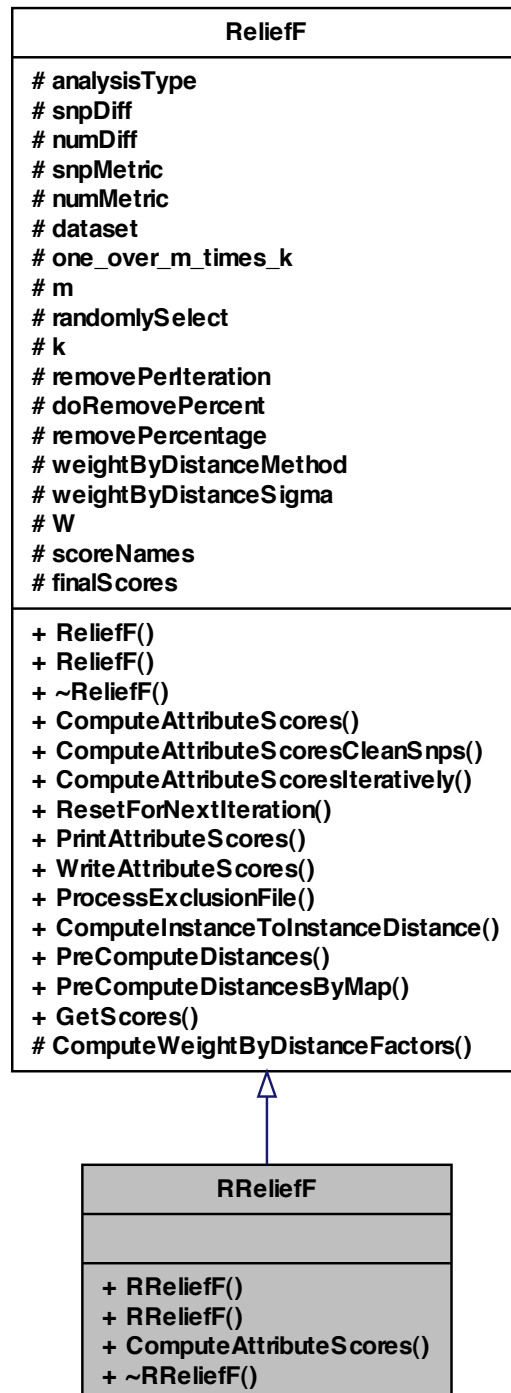 ReliefF
# analysisType
# snpDiff
# numDiff
# snpMetric
# numMetric
# dataset
# one_over_m_times_k
# m
# randomlySelect
# k
# removePerIteration
# doRemovePercent
# removePercentage
# weightByDistanceMethod
# weightByDistanceSigma
# W
# scoreNames
# finalScores
+ ReliefF()
+ ReliefF()
+ ~ReliefF()
+ ComputeAttributeScores()
+ ComputeAttributeScoresCleanSnps()
+ ComputeAttributeScoresIteratively()
+ ResetForNextIteration()
+ PrintAttributeScores()
+ WriteAttributeScores()
+ ProcessExclusionFile()
+ ComputeInstanceToInstanceDistance()
+ PreComputeDistances()
+ PreComputeDistancesByMap()
+ GetScores()
# ComputeWeightByDistanceFactors()
RReliefF
+ RReliefF()
+ RReliefF()
+ ComputeAttributeScores()
+ ~RReliefF()